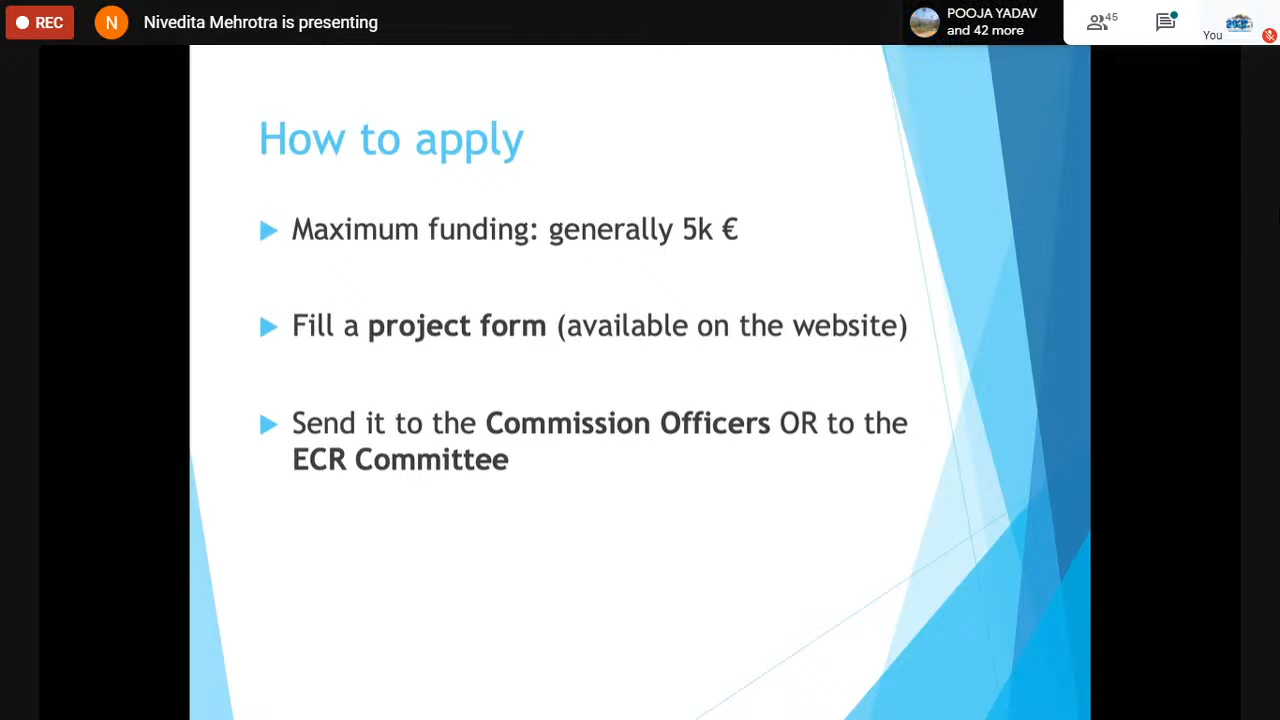 REC
N
Nivedita Mehrotra is presenting
POOJA YADAV
and 42 more
45
You
How to apply
Maximum funding: generally 5k €
Fill a project form (available on the website)
Send it to the Commission Officers OR to the
ECR Committee